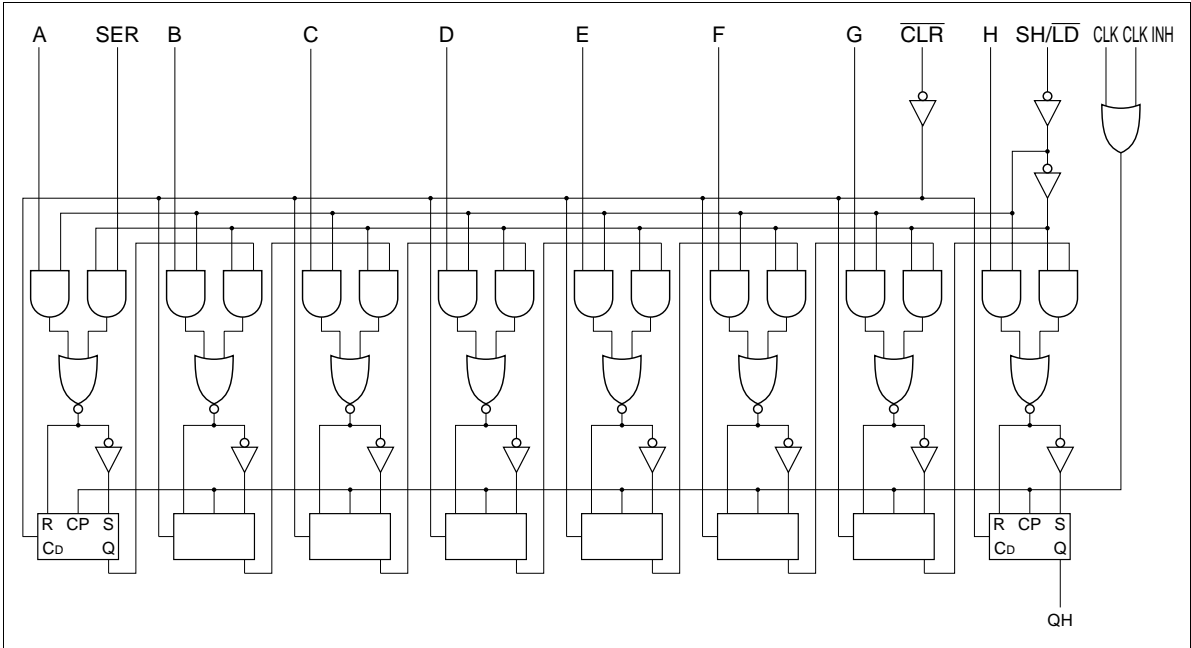 A SER B C D E F G CLR H SH/LD CLK CLK INH
R CP S R CP S
CD Q CD Q
QH